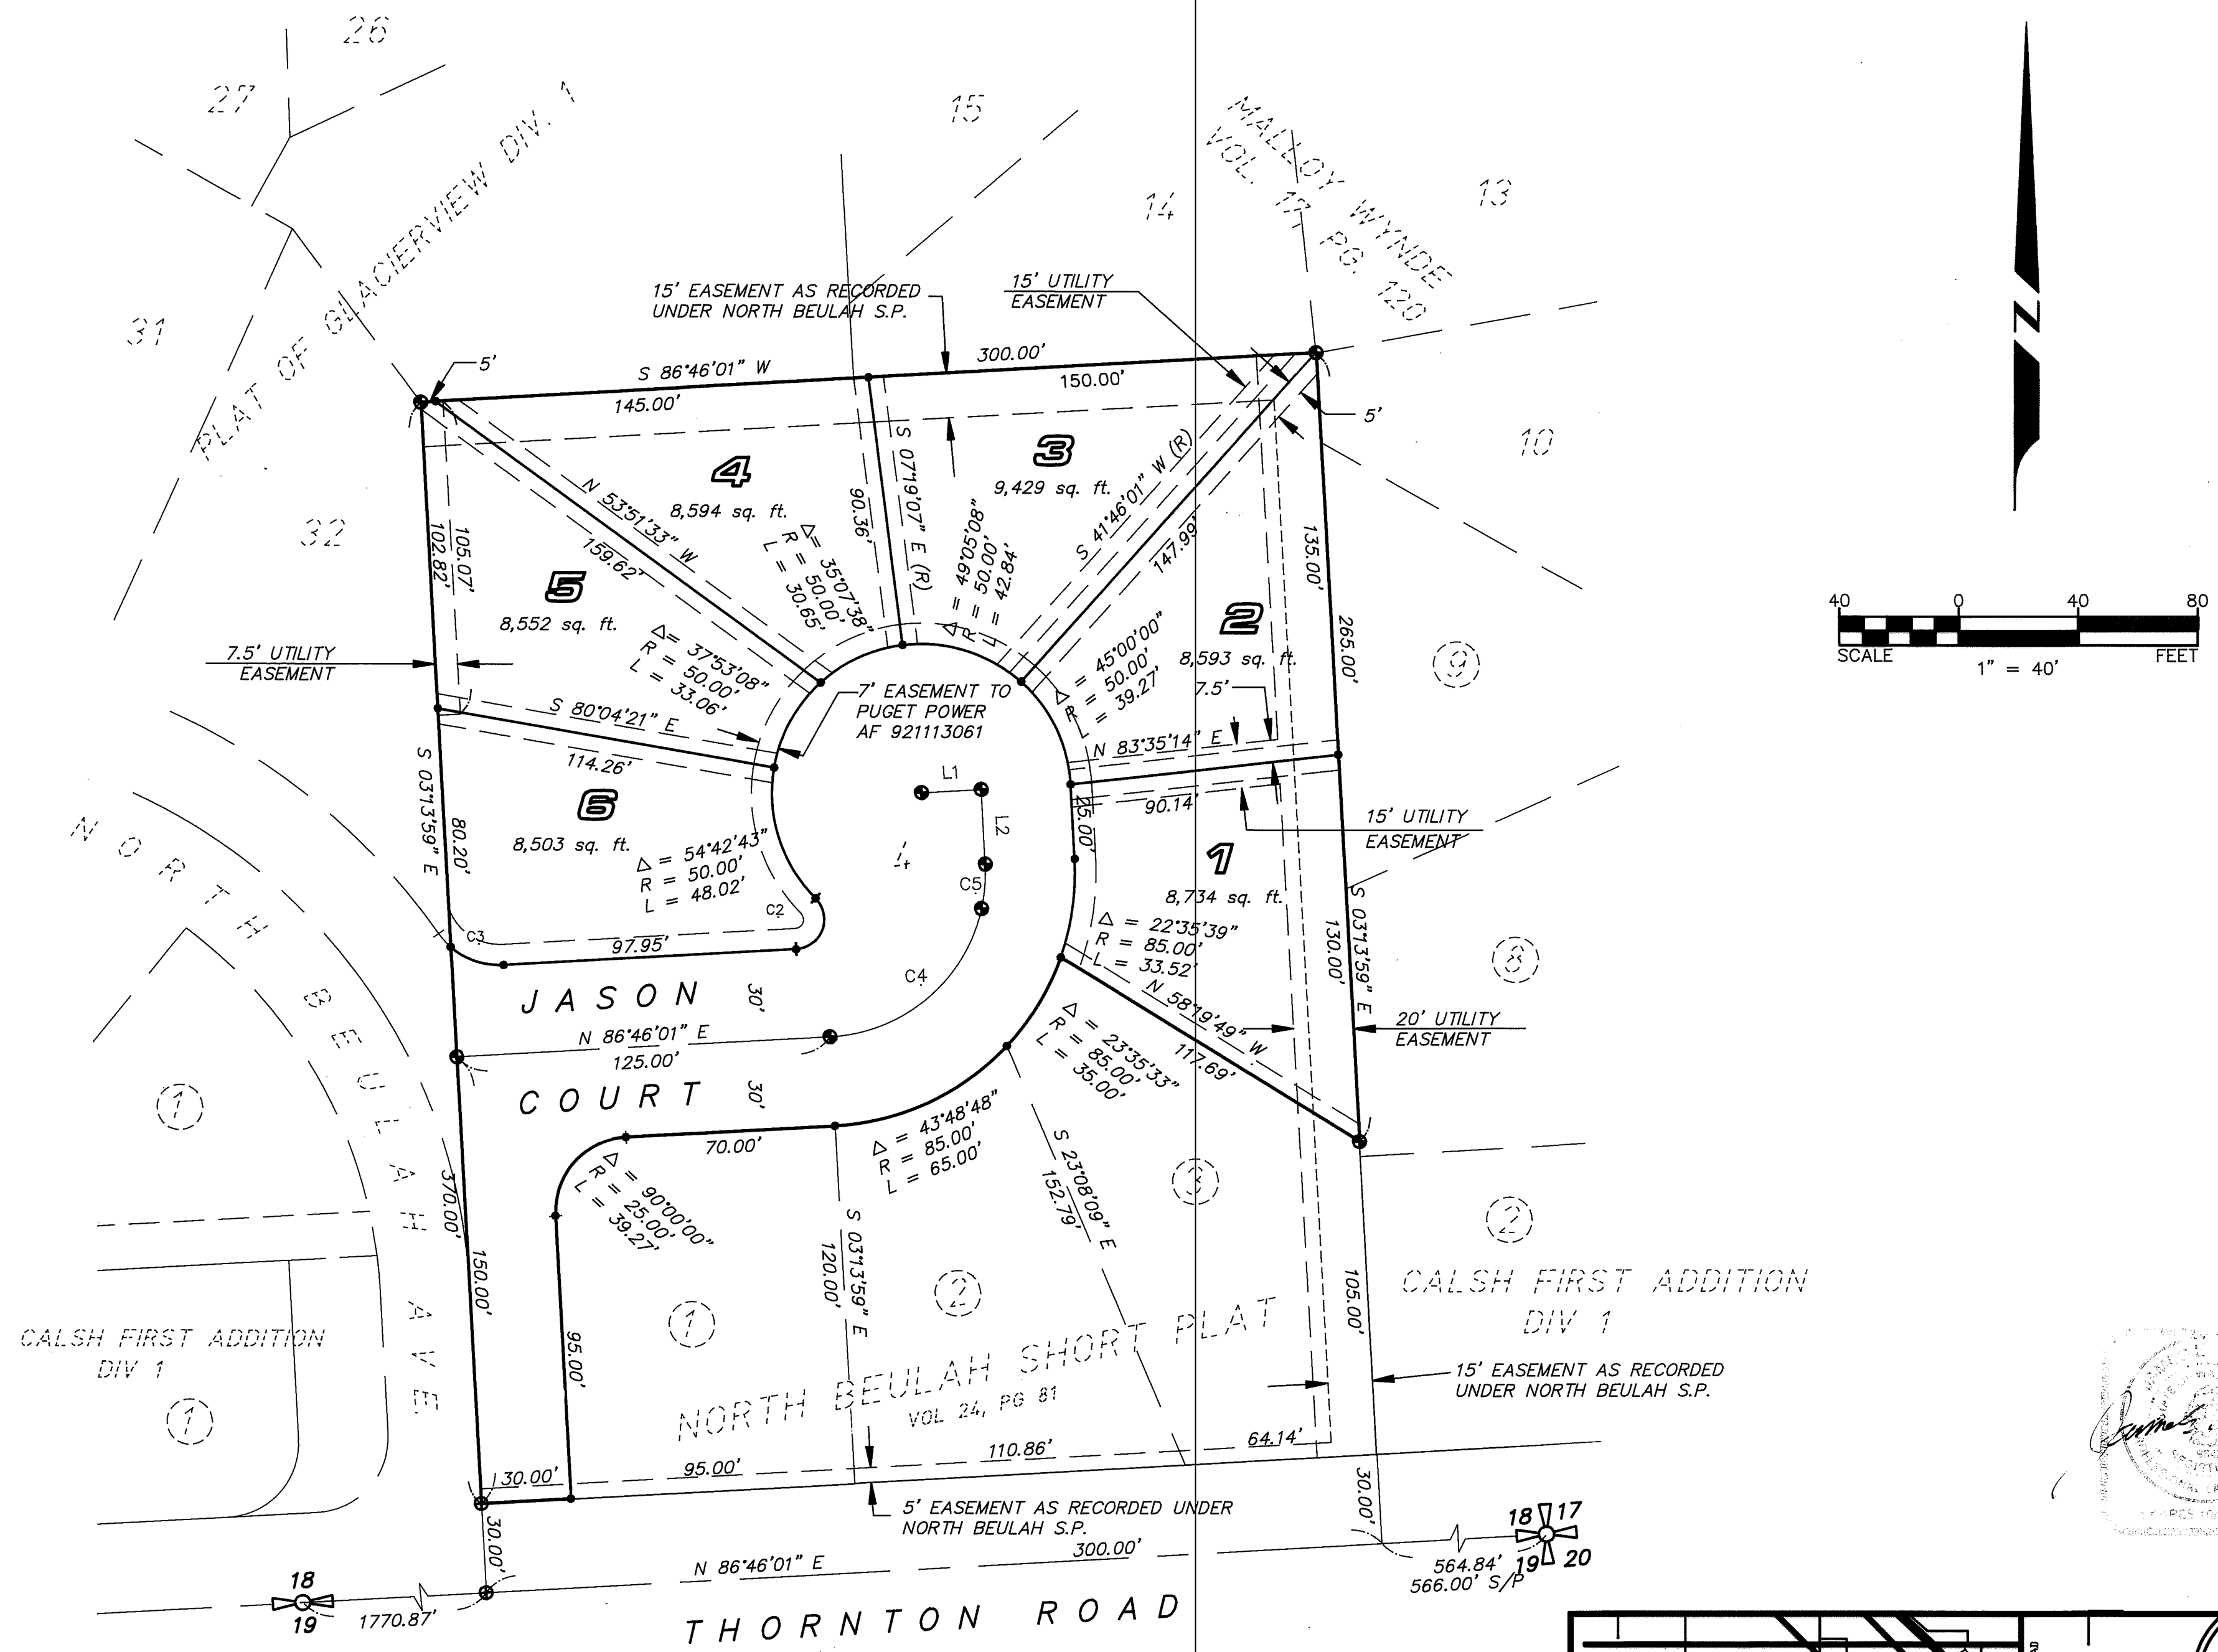 26
27
PLAT OF GLACIERVIEW DIV. 1
15
14
13
MALLOY WYNDE
VOL. 17, PG. 120
31
32
10
15' EASEMENT AS RECORDED
UNDER NORTH BEULAH S.P.
15' UTILITY
EASEMENT
5'
S 86°46'01" W
300.00'
145.00'
150.00'
5'
N
40 0 40 80
SCALE 1" = 40' FEET
4
8,594 sq. ft.
Δ= 35°07'38"
R = 50.00'
L = 30.65'
S 07°19'07" E (R)
90.36'
3
9,429 sq. ft.
Δ = 49°05'08"
R = 50.00'
L = 42.84'
S 41°46'01" W (R)
147.99'
N 53°51'33" W
159.62'
105.07'
102.82'
5
8,552 sq. ft.
Δ= 37°53'08"
R = 50.00'
L = 33.06'
7.5' UTILITY
EASEMENT
135.00'
265.00'
2
8,593 sq. ft.
Δ = 45°00'00"
R = 50.00'
L = 39.27'
7.5'
9
7' EASEMENT TO
PUGET POWER
AF 921113061
S 80°04'21" E
114.26'
N 83°35'14" E
90.14'
25.00'
15' UTILITY
EASEMENT
L1
L2
C5
C4
S 03°13'59" E
80.20'
6
8,503 sq. ft.
Δ = 54°42'43"
R = 50.00'
L = 48.02'
C2
C3
97.95'
1
8,734 sq. ft.
Δ = 22°35'39"
R = 85.00'
L = 33.52'
130.00'
S 03°13'59" E
8
20' UTILITY
EASEMENT
N 58°19'49" W
117.69'
NORTH BEULAH AVE
JASON
30'
N 86°46'01" E
125.00'
COURT
30'
70.00'
Δ = 23°35'33"
R = 85.00'
L = 35.00'
Δ = 43°48'48"
R = 85.00'
L = 65.00'
Δ = 90°00'00"
R = 25.00'
L = 39.27'
S 23°08'09" E
152.79'
S 03°13'59" E
120.00'
370.00'
150.00'
95.00'
1
1
2
3
2
105.00'
CALSH FIRST ADDITION
DIV 1
CALSH FIRST ADDITION
DIV 1
1
NORTH BEULAH SHORT PLAT
VOL 24, PG 81
15' EASEMENT AS RECORDED
UNDER NORTH BEULAH S.P.
30.00'
95.00'
110.86'
64.14'
5' EASEMENT AS RECORDED UNDER
NORTH BEULAH S.P.
30.00'
30.00'
N 86°46'01" E
300.00'
18
19
1770.87'
18 17
19 20
564.84'
566.00' S/P
THORNTON ROAD